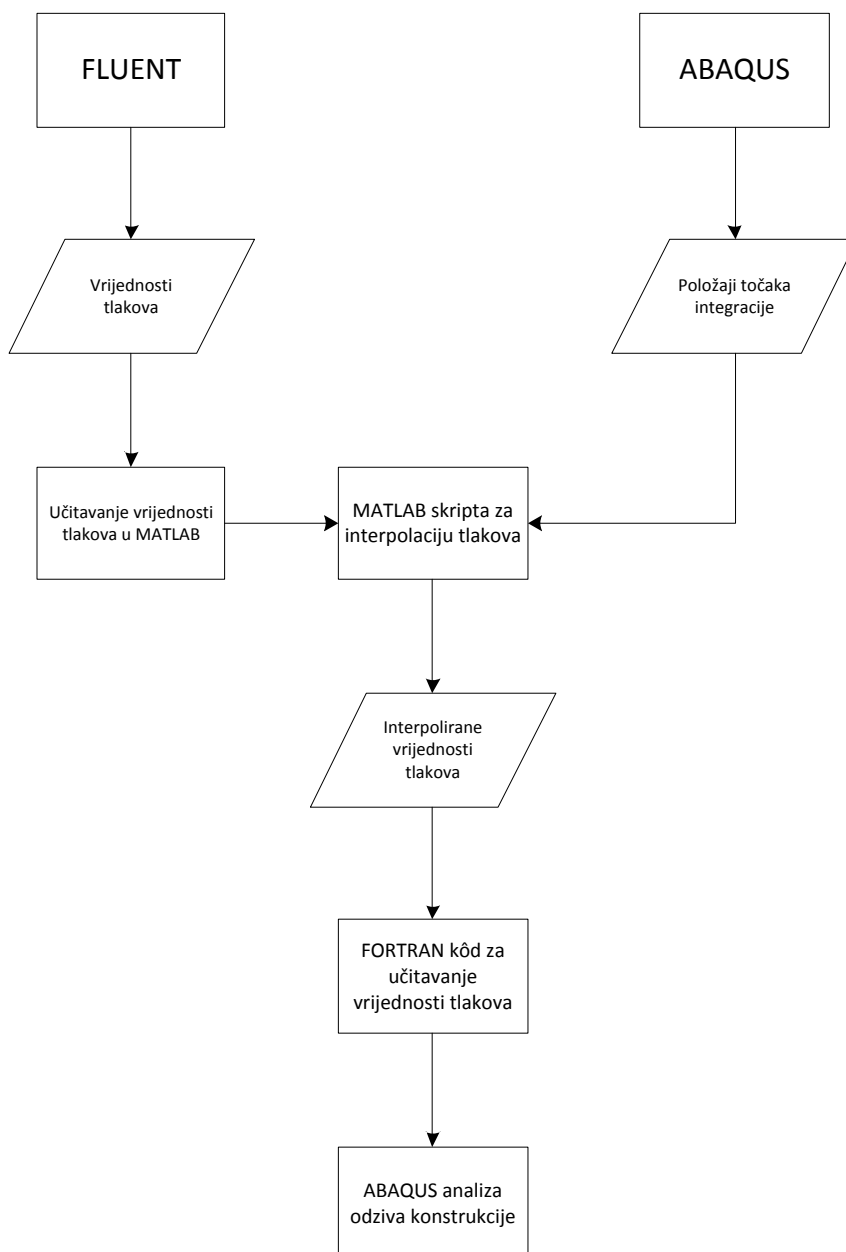 FLUENT
ABAQUS
Vrijednosti
tlakova
Položaji točaka
integracije
Učitavanje vrijednosti
tlakova u MATLAB
MATLAB skripta za
interpolaciju tlakova
Interpolirane
vrijednosti
tlakova
FORTRAN kôd za
učitavanje
vrijednosti tlakova
ABAQUS analiza
odziva konstrukcije